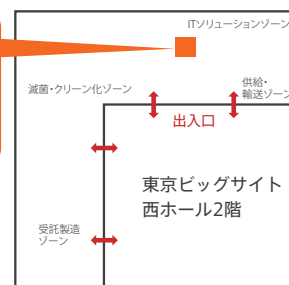 ITソリューションゾーン
滅菌・クリーン化ゾーン
供給・
輸送ゾーン
出入口
東京ビッグサイト
西ホール2階
受託製造
ゾーン